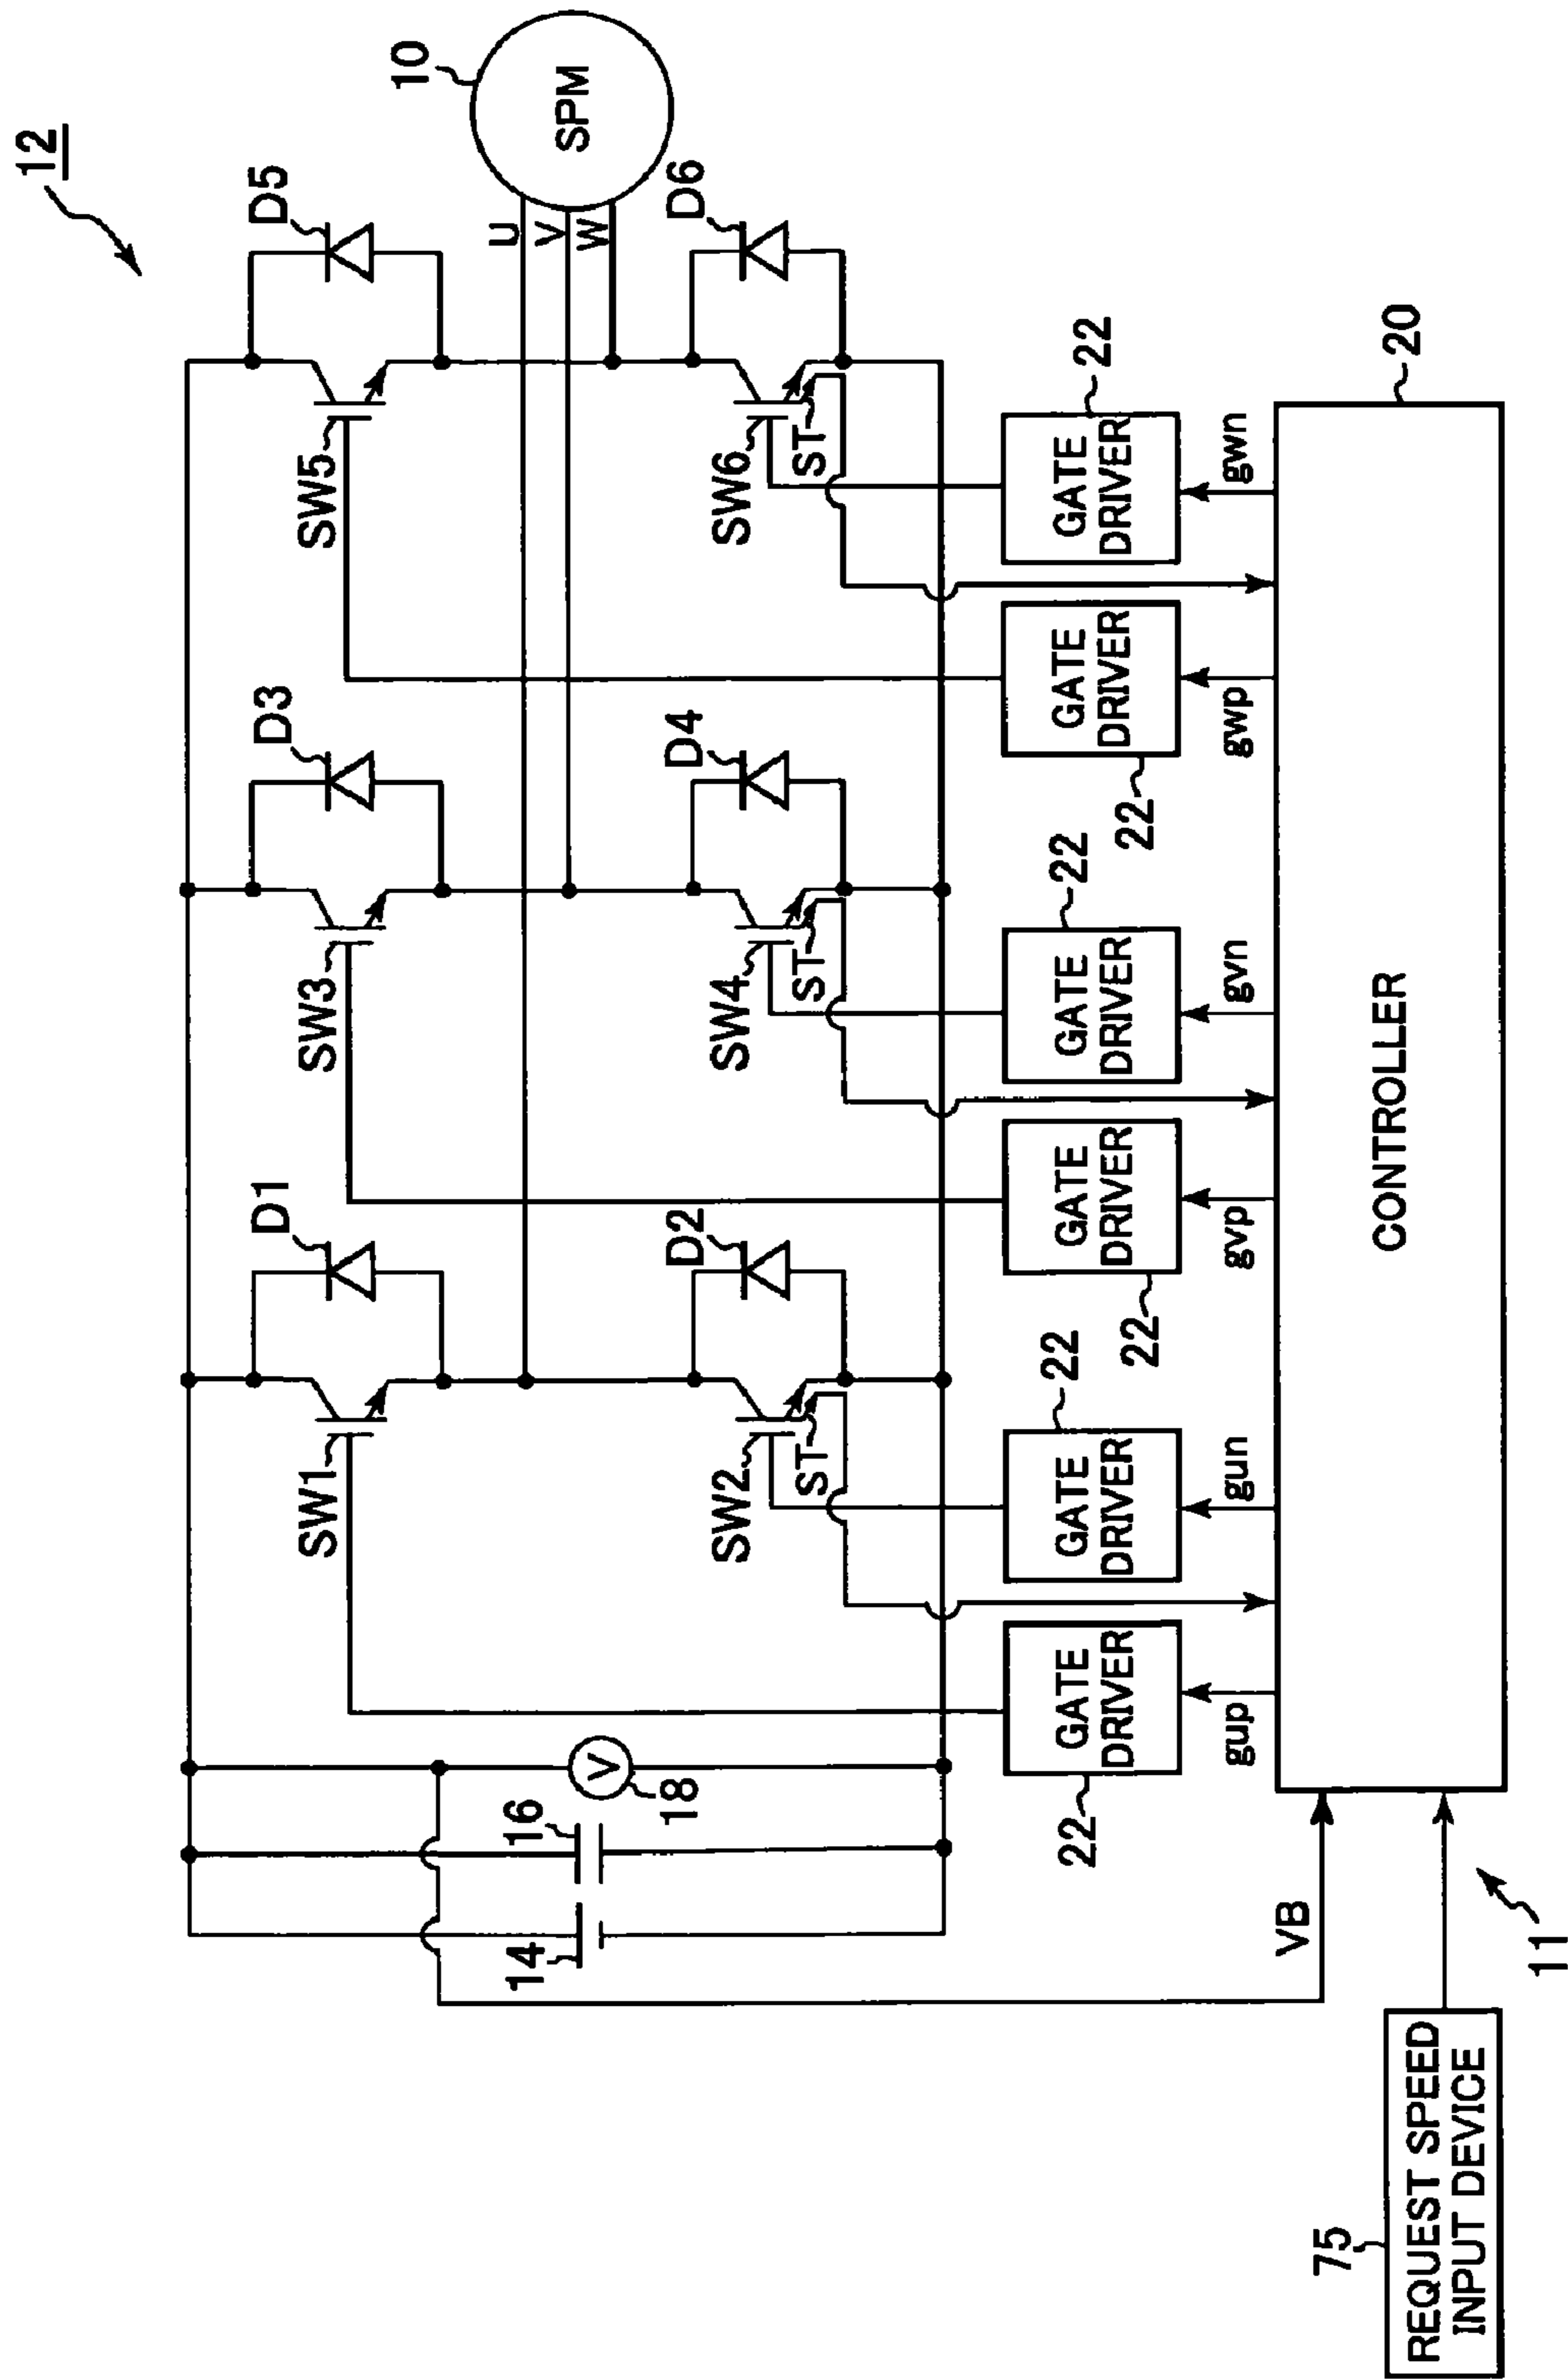 12
D1
D3
D5
10
SPM
SW1
SW3
SW5
U
V
W
14
16
V
18
D2
D4
D6
SW2
ST
SW4
ST
SW6
ST
22
GATE
DRIVER
22
GATE
DRIVER
22
GATE
DRIVER
22
GATE
DRIVER
22
GATE
DRIVER
22
GATE
DRIVER
gup
gun
gvp
gvn
gwp
gwn
VB
20
CONTROLLER
75
REQUEST SPEED
INPUT DEVICE
11